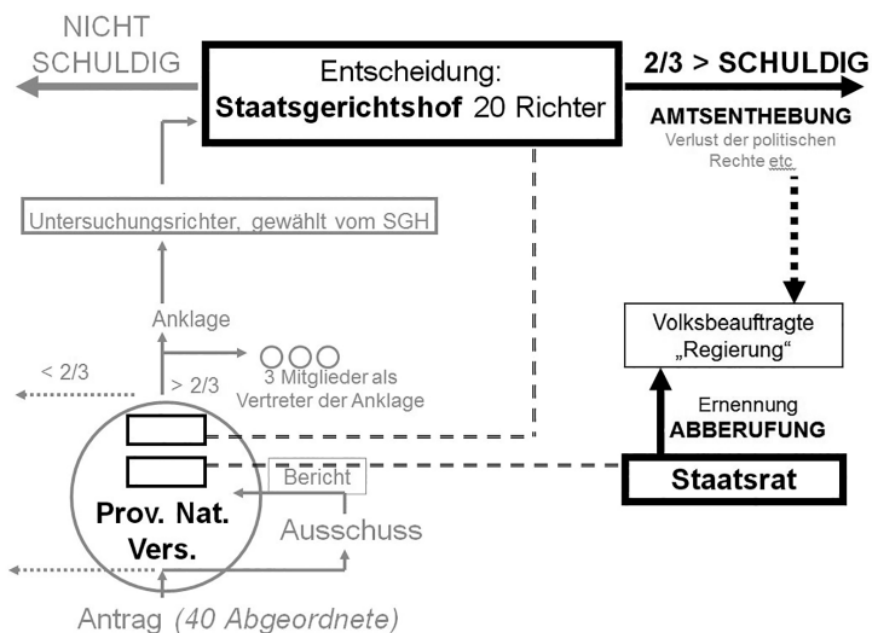 NICHT
SCHULDIG
Entscheidung:
Staatsgerichtshof 20 Richter
2/3 > SCHULDIG
AMTSENTHEBUNG
Verlust der politischen
Rechte etc
Untersuchungsrichter, gewählt vom SGH
Anklage
< 2/3
> 2/3
3 Mitglieder als
Vertreter der Anklage
Volksbeauftragte
„Regierung“
Ernennung
ABBERUFUNG
Staatsrat
Bericht
Prov. Nat.
Vers.
Ausschuss
Antrag (40 Abgeordnete)